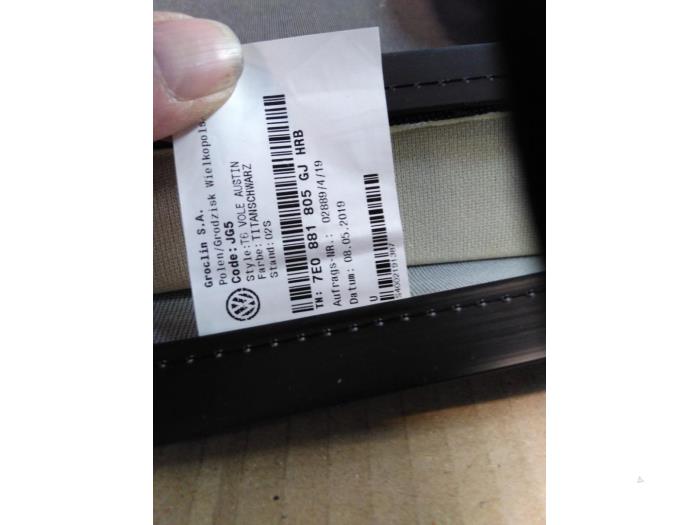 Groclin S.A.
Polen/Grodzisk Wielkopols
Code: JG5
Style: T6 VOLE AUSTIN
Farbe: TITANSCHWARZ
Stand: 02S
TN: 7E0 881 805 GJ HRB
Aufrags-NR.: 02889/4/19
Datum: 08.05.2019
U